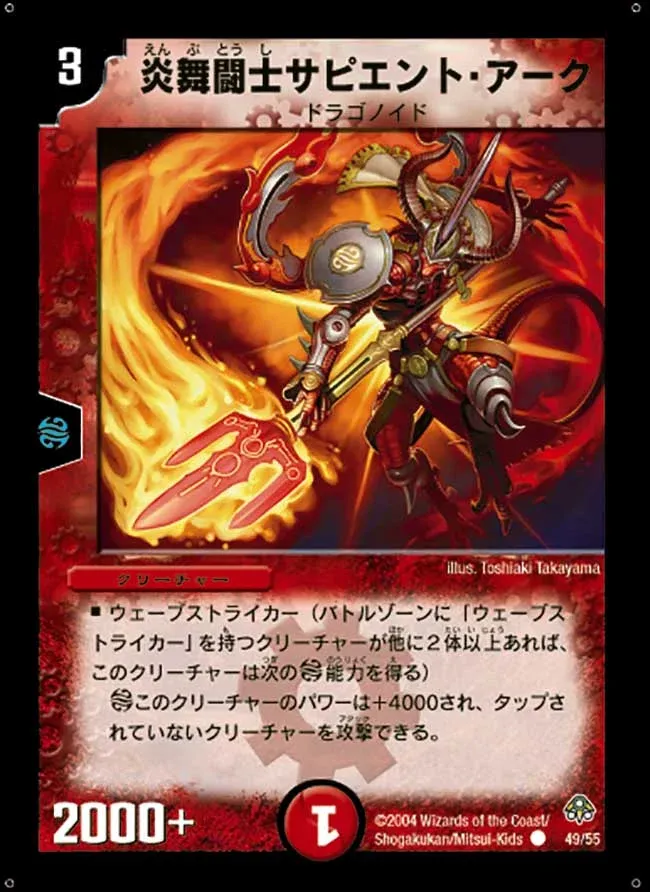 3
えんぶとうし
炎舞闘士サピエント・アーク
ドラゴノイド
illus. Toshiaki Takayama
クリーチャー
■ ウェーブストライカー（バトルゾーンに「ウェーブス
トライカー」を持つクリーチャーが他に2体以上あれば、
このクリーチャーは次の能力を得る）
このクリーチャーのパワーは+4000され、タップさ
れていないクリーチャーを攻撃できる。
2000+
1
©2004 Wizards of the Coast/
Shogakukan/Mitsui-Kids
49/55